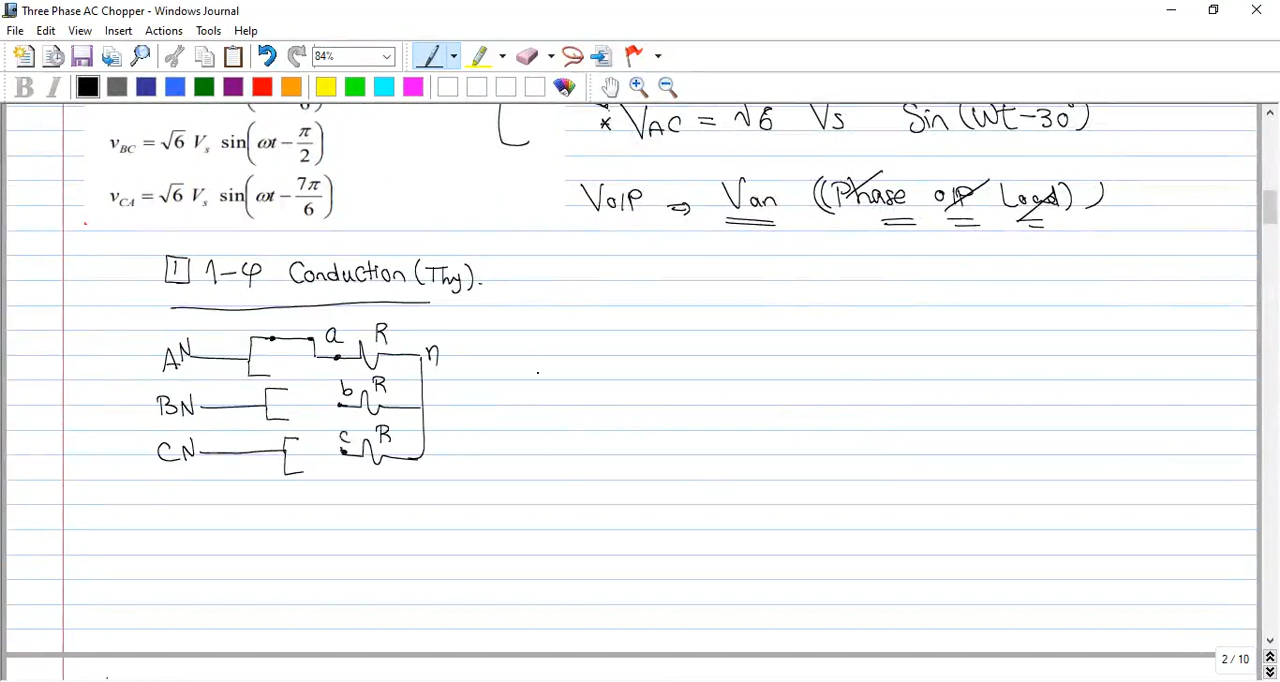 Three Phase AC Chopper - Windows Journal
File Edit View Insert Actions Tools Help
84%
B I
v_BC = √6 V_s sin(ωt − π/2)
v_CA = √6 V_s sin(ωt − 7π/6)
* VAC = √6 Vs Sin(Wt−30°)
Vo/P ⇒ Van ((Phase o/P Load))
1 1-φ Conduction (Thy).
AN a R n
BN b R
CN c R
2 / 10